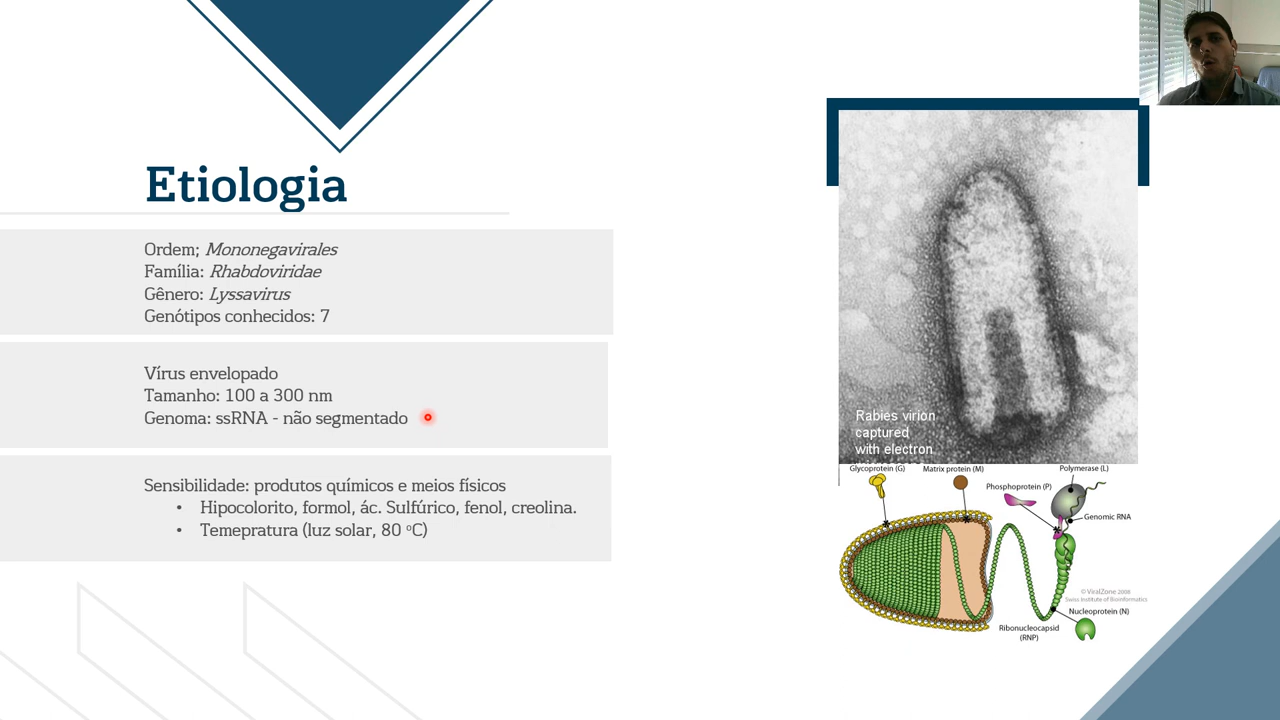 Etiologia
Ordem; Mononegavirales
Família: Rhabdoviridae
Gênero: Lyssavirus
Genótipos conhecidos: 7
Vírus envelopado
Tamanho: 100 a 300 nm
Genoma: ssRNA - não segmentado
Sensibilidade: produtos químicos e meios físicos
• Hipocolorito, formol, ác. Sulfúrico, fenol, creolina.
• Temepratura (luz solar, 80 ºC)
Rabies virion
captured
with electron
Glycoprotein (G)
Matrix protein (M)
Polymerase (L)
Phosphoprotein (P)
Genomic RNA
© ViralZone 2008
Swiss Institute of Bioinformatics
Nucleoprotein (N)
Ribonucleocapsid
(RNP)